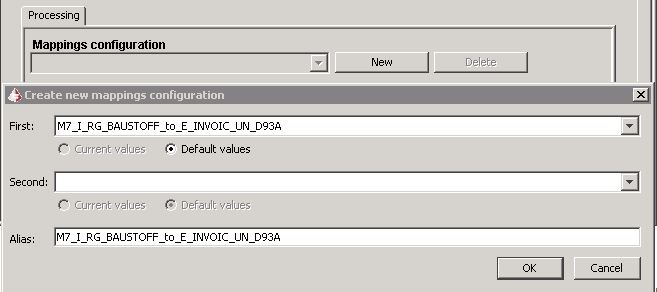 Processing
Mappings configuration
New
Delete
Create new mappings configuration
First: M7_I_RG_BAUSTOFF_to_E_INVOIC_UN_D93A
Current values Default values
Second:
Current values Default values
Alias: M7_I_RG_BAUSTOFF_to_E_INVOIC_UN_D93A
OK Cancel